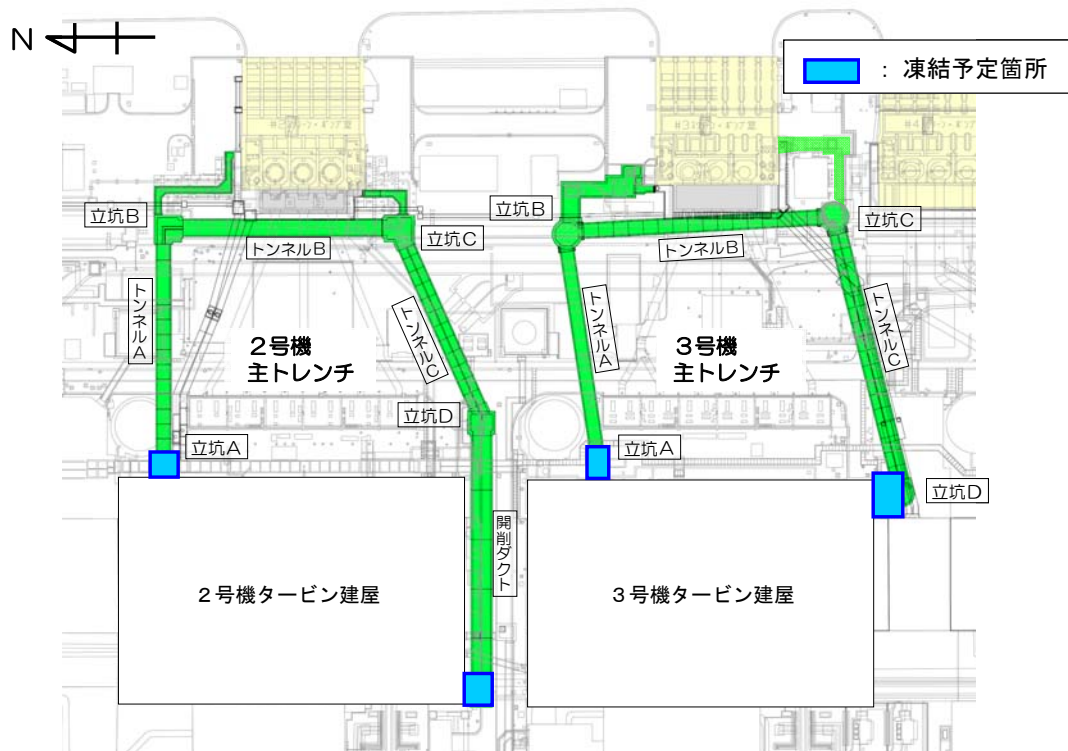 N
：凍結予定箇所
立坑B
立坑C
トンネルB
トンネルA
トンネルC
2号機
主トレンチ
立坑D
立坑A
開削ダクト
2号機タービン建屋
立坑B
立坑C
トンネルB
トンネルA
トンネルC
3号機
主トレンチ
立坑A
立坑D
3号機タービン建屋